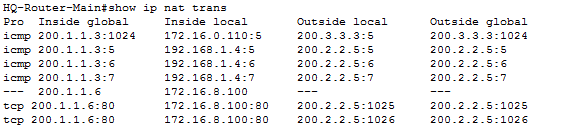 HQ-Router-Main#show ip nat trans
Pro Inside global Inside local Outside local Outside global
icmp 200.1.1.3:1024 172.16.0.110:5 200.3.3.3:5 200.3.3.3:1024
icmp 200.1.1.3:5 192.168.1.4:5 200.2.2.5:5 200.2.2.5:5
icmp 200.1.1.3:6 192.168.1.4:6 200.2.2.5:6 200.2.2.5:6
icmp 200.1.1.3:7 192.168.1.4:7 200.2.2.5:7 200.2.2.5:7
--- 200.1.1.6 172.16.8.100 --- ---
tcp 200.1.1.6:80 172.16.8.100:80 200.2.2.5:1025 200.2.2.5:1025
tcp 200.1.1.6:80 172.16.8.100:80 200.2.2.5:1026 200.2.2.5:1026